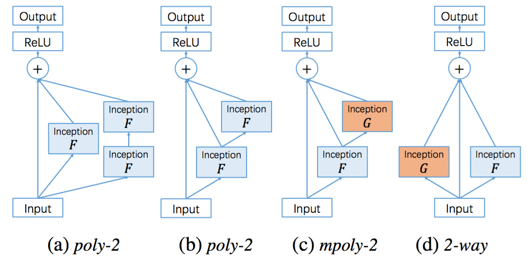 Output Output Output Output
ReLU ReLU ReLU ReLU
+ + + +
Inception F Inception F Inception G
Inception F
Inception F Inception F Inception F Inception G Inception F
Input Input Input Input
(a) poly-2 (b) poly-2 (c) mpoly-2 (d) 2-way